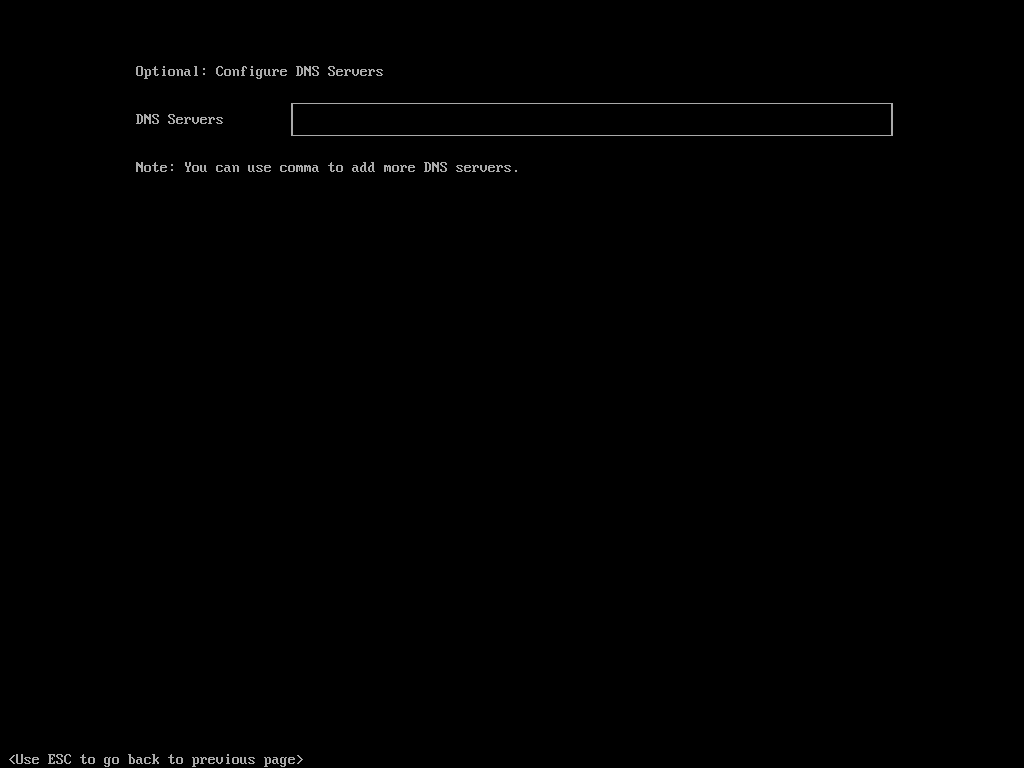 Optional: Configure DNS Servers
DNS Servers
Note: You can use comma to add more DNS servers.
<Use ESC to go back to previous page>